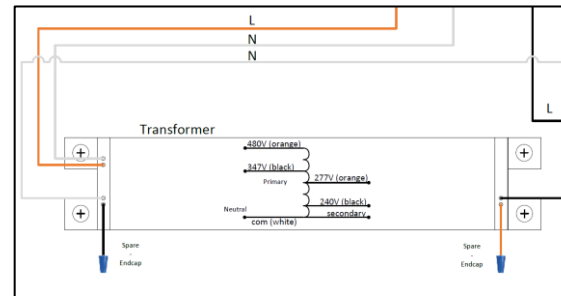 L
N
N
L
Transformer
480V (orange)
347V (black)
277V (orange)
Primary
240V (black)
Neutral
secondary
com (white)
Spare
-
Endcap
Spare
-
Endcap